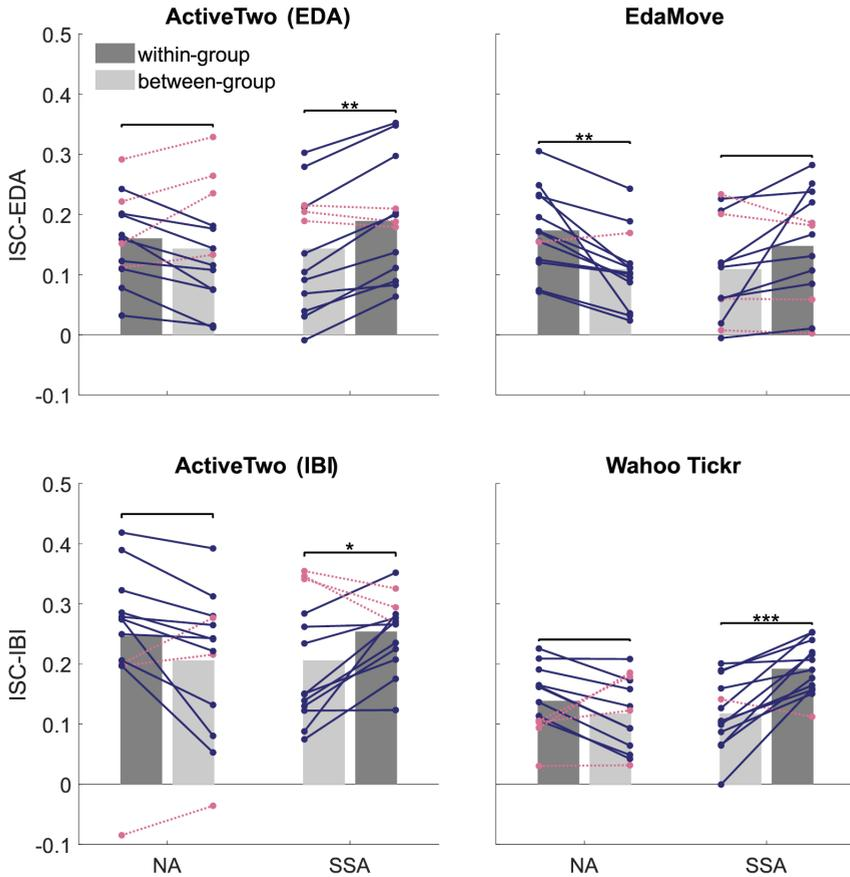 ActiveTwo (EDA)
EdaMove
0.5
0.4
0.3
0.2
0.1
0
-0.1
ISC-EDA
within-group
between-group
**
**
ActiveTwo (IBI)
Wahoo Tickr
0.5
0.4
0.3
0.2
0.1
0
-0.1
ISC-IBI
*
***
NA
SSA
NA
SSA